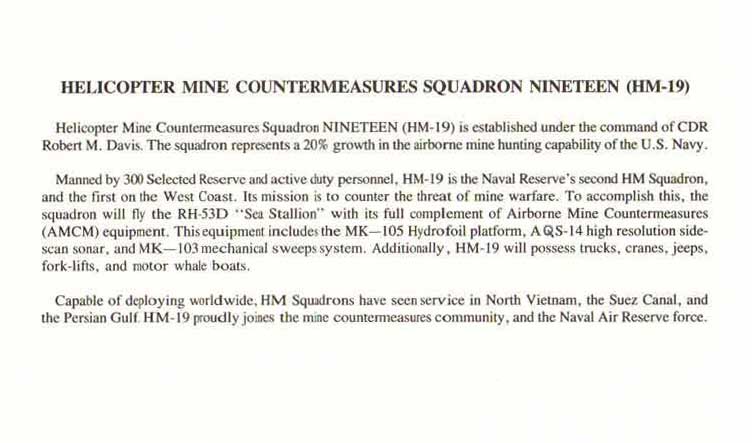 HELICOPTER MINE COUNTERMEASURES SQUADRON NINETEEN (HM-19)
Helicopter Mine Countermeasures Squadron NINETEEN (HM-19) is established under the command of CDR
Robert M. Davis. The squadron represents a 20% growth in the airborne mine hunting capability of the U.S. Navy.
Manned by 300 Selected Reserve and active duty personnel, HM-19 is the Naval Reserve's second HM Squadron,
and the first on the West Coast. Its mission is to counter the threat of mine warfare. To accomplish this, the
squadron will fly the RH-53D "Sea Stallion" with its full complement of Airborne Mine Countermeasures
(AMCM) equipment. This equipment includes the MK—105 Hydrofoil platform, AQS-14 high resolution side-
scan sonar, and MK—103 mechanical sweeps system. Additionally, HM-19 will possess trucks, cranes, jeeps,
fork-lifts, and motor whale boats.
Capable of deploying worldwide, HM Squadrons have seen service in North Vietnam, the Suez Canal, and
the Persian Gulf. HM-19 proudly joines the mine countermeasures community, and the Naval Air Reserve force.